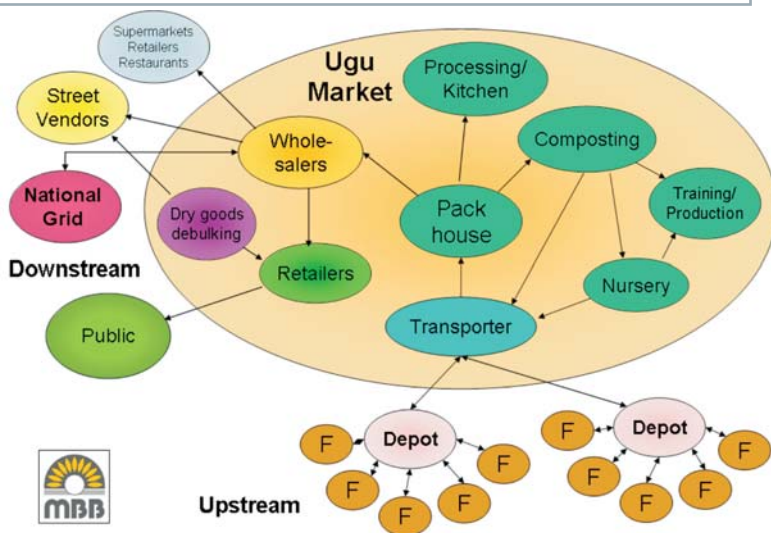 Supermarkets
Retailers
Restaurants
Ugu
Market
Processing/
Kitchen
Street
Vendors
Whole-
salers
Composting
National
Grid
Dry goods
debulking
Pack
house
Training/
Production
Downstream
Retailers
Nursery
Public
Transporter
Depot
F
F
F
F
F
Depot
F
F
F
F
F
Upstream
MBB